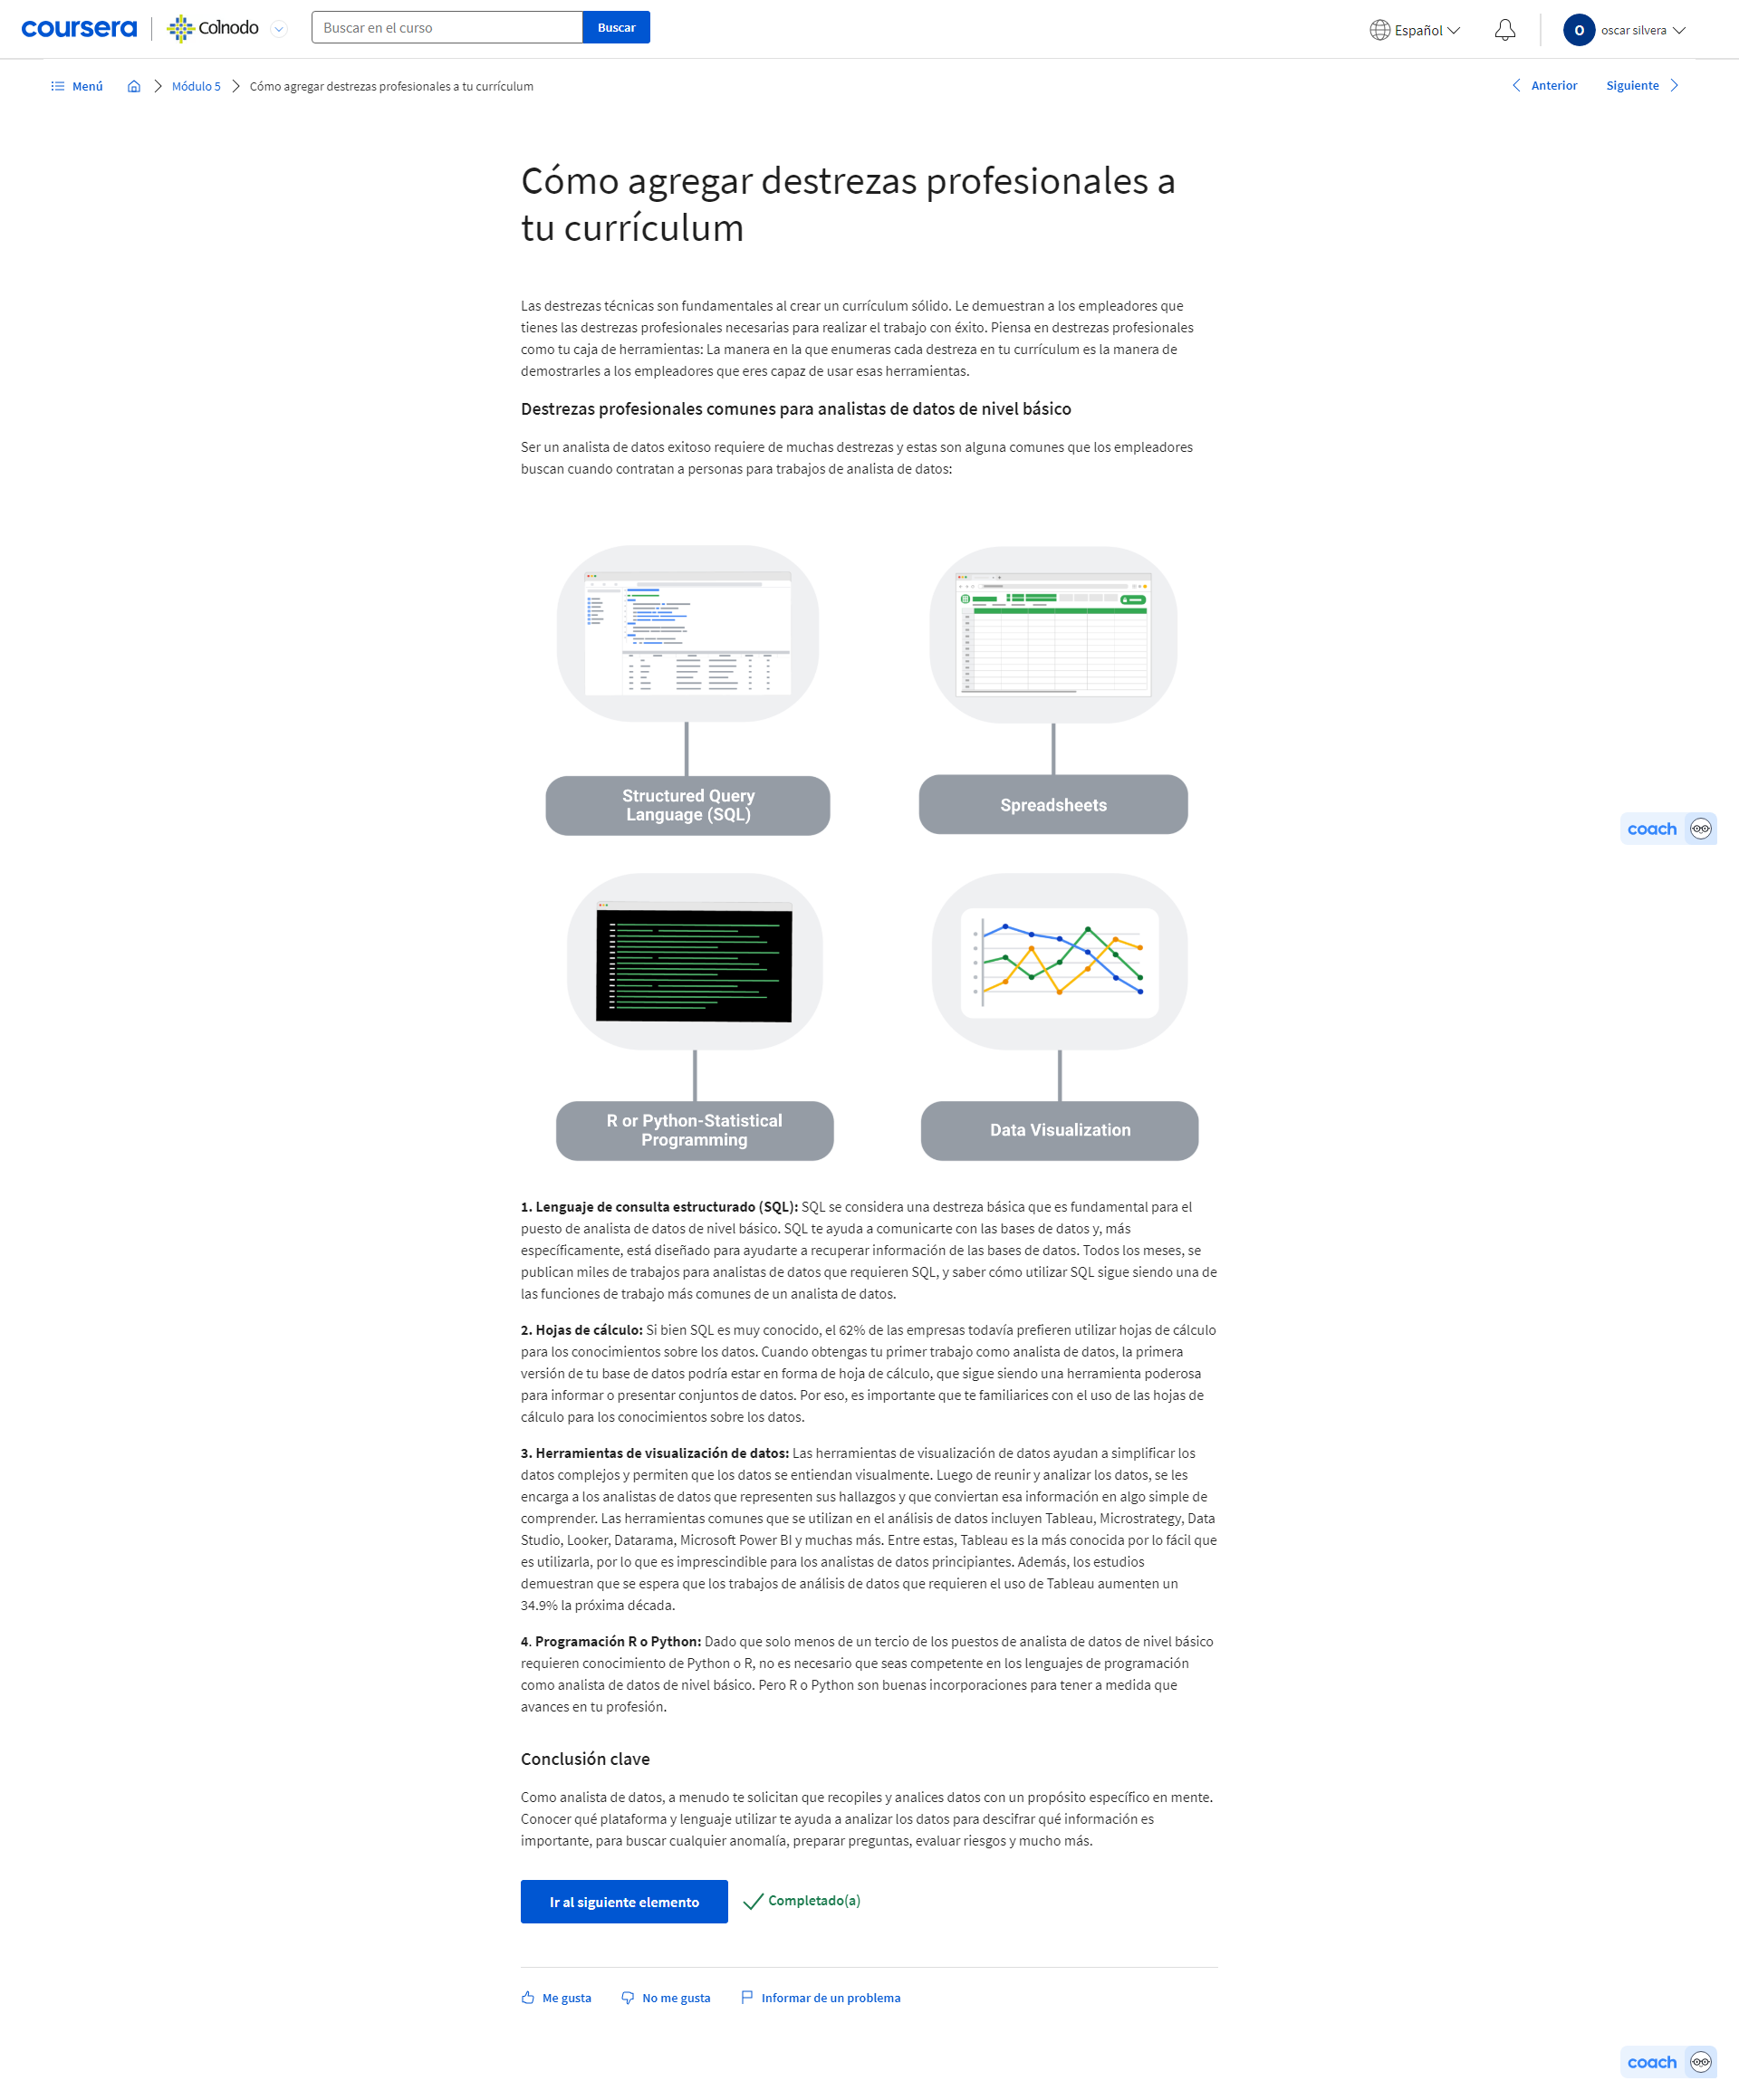 coursera
Colnodo
Buscar en el curso
Buscar
Español
O
oscar silvera
Menú
Módulo 5
Cómo agregar destrezas profesionales a tu currículum
Anterior
Siguiente
Cómo agregar destrezas profesionales a
tu currículum
Las destrezas técnicas son fundamentales al crear un currículum sólido. Le demuestran a los empleadores que
tienes las destrezas profesionales necesarias para realizar el trabajo con éxito. Piensa en destrezas profesionales
como tu caja de herramientas: La manera en la que enumeras cada destreza en tu currículum es la manera de
demostrarles a los empleadores que eres capaz de usar esas herramientas.
Destrezas profesionales comunes para analistas de datos de nivel básico
Ser un analista de datos exitoso requiere de muchas destrezas y estas son alguna comunes que los empleadores
buscan cuando contratan a personas para trabajos de analista de datos:
Structured Query
Language (SQL)
Spreadsheets
coach
R or Python-Statistical
Programming
Data Visualization
1. Lenguaje de consulta estructurado (SQL): SQL se considera una destreza básica que es fundamental para el
puesto de analista de datos de nivel básico. SQL te ayuda a comunicarte con las bases de datos y, más
específicamente, está diseñado para ayudarte a recuperar información de las bases de datos. Todos los meses, se
publican miles de trabajos para analistas de datos que requieren SQL, y saber cómo utilizar SQL sigue siendo una de
las funciones de trabajo más comunes de un analista de datos.
2. Hojas de cálculo: Si bien SQL es muy conocido, el 62% de las empresas todavía prefieren utilizar hojas de cálculo
para los conocimientos sobre los datos. Cuando obtengas tu primer trabajo como analista de datos, la primera
versión de tu base de datos podría estar en forma de hoja de cálculo, que sigue siendo una herramienta poderosa
para informar o presentar conjuntos de datos. Por eso, es importante que te familiarices con el uso de las hojas de
cálculo para los conocimientos sobre los datos.
3. Herramientas de visualización de datos: Las herramientas de visualización de datos ayudan a simplificar los
datos complejos y permiten que los datos se entiendan visualmente. Luego de reunir y analizar los datos, se les
encarga a los analistas de datos que representen sus hallazgos y que conviertan esa información en algo simple de
comprender. Las herramientas comunes que se utilizan en el análisis de datos incluyen Tableau, Microstrategy, Data
Studio, Looker, Datarama, Microsoft Power BI y muchas más. Entre estas, Tableau es la más conocida por lo fácil que
es utilizarla, por lo que es imprescindible para los analistas de datos principiantes. Además, los estudios
demuestran que se espera que los trabajos de análisis de datos que requieren el uso de Tableau aumenten un
34.9% la próxima década.
4. Programación R o Python: Dado que solo menos de un tercio de los puestos de analista de datos de nivel básico
requieren conocimiento de Python o R, no es necesario que seas competente en los lenguajes de programación
como analista de datos de nivel básico. Pero R o Python son buenas incorporaciones para tener a medida que
avances en tu profesión.
Conclusión clave
Como analista de datos, a menudo te solicitan que recopiles y analices datos con un propósito específico en mente.
Conocer qué plataforma y lenguaje utilizar te ayuda a analizar los datos para descifrar qué información es
importante, para buscar cualquier anomalía, preparar preguntas, evaluar riesgos y mucho más.
Ir al siguiente elemento
Completado(a)
Me gusta
No me gusta
Informar de un problema
coach